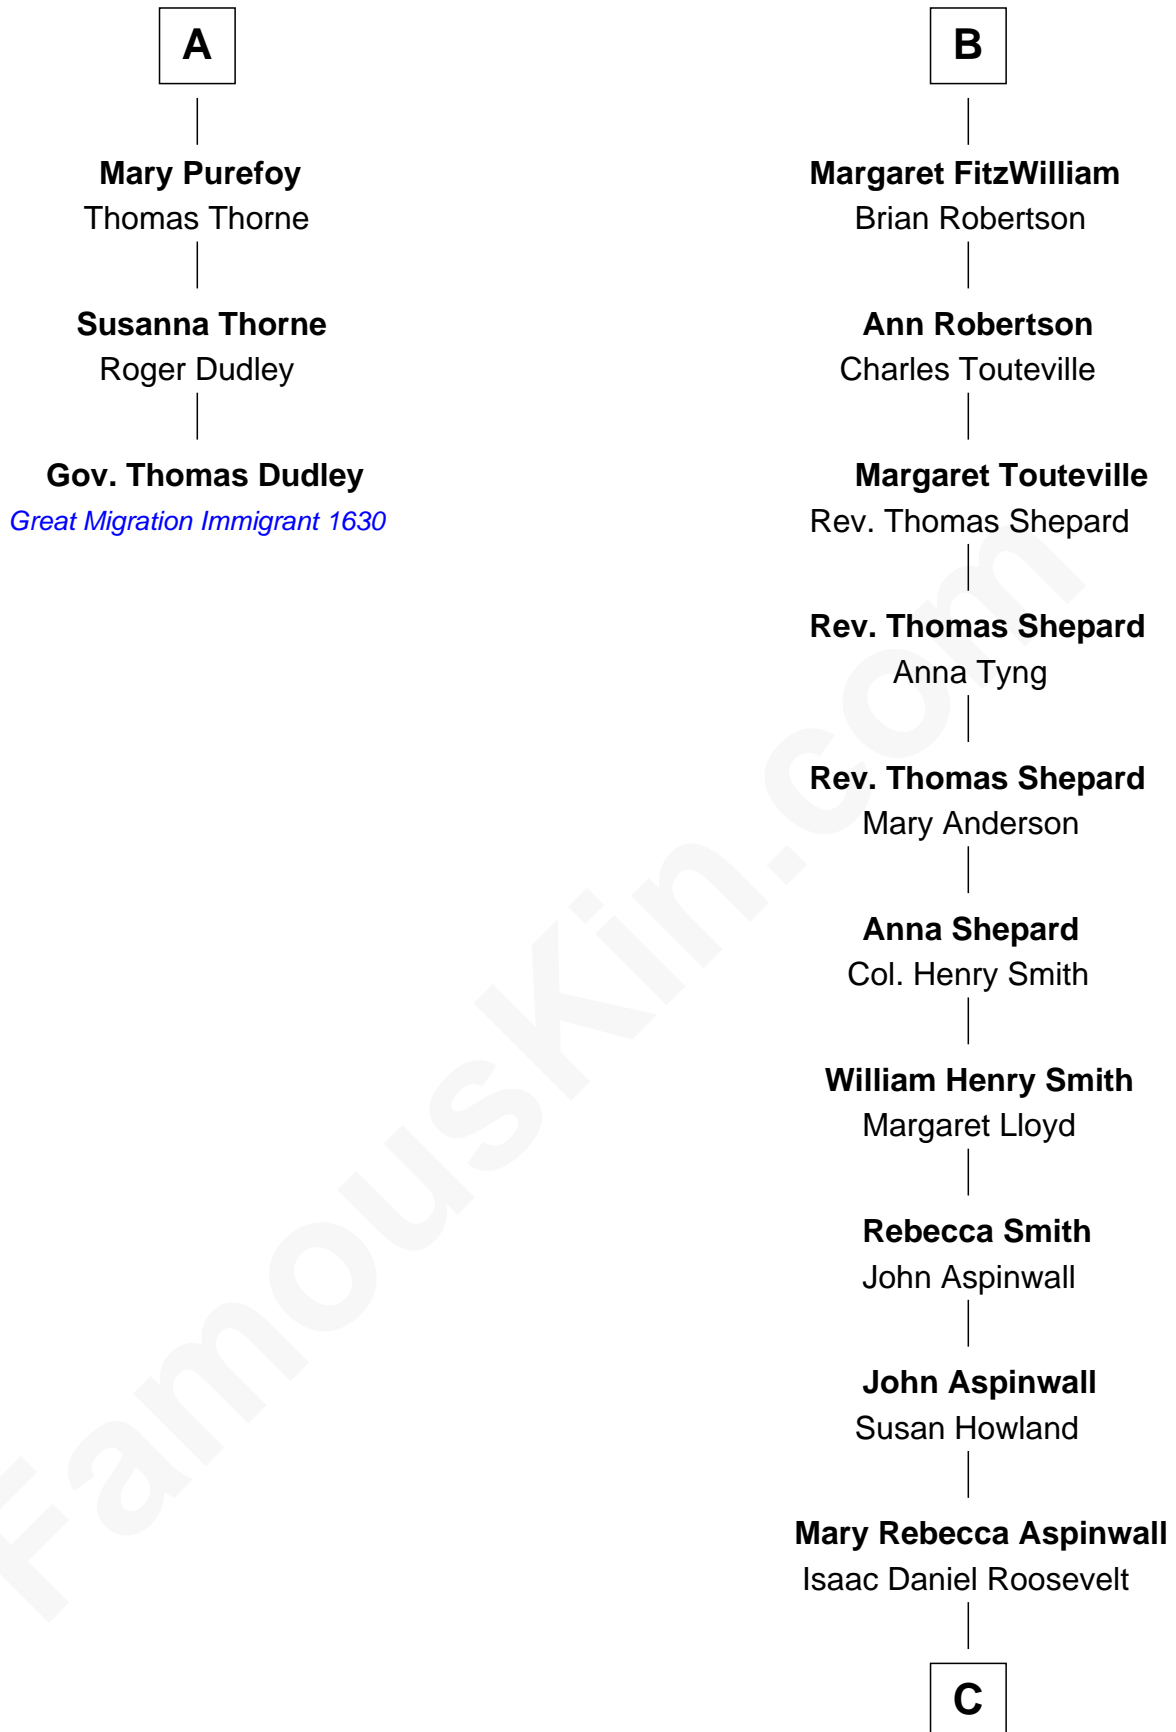 A
Mary Purefoy
Thomas Thorne
Susanna Thorne
Roger Dudley
Gov. Thomas Dudley
Great Migration Immigrant 1630
B
Margaret FitzWilliam
Brian Robertson
Ann Robertson
Charles Touteville
Margaret Touteville
Rev. Thomas Shepard
Rev. Thomas Shepard
Anna Tyng
Rev. Thomas Shepard
Mary Anderson
Anna Shepard
Col. Henry Smith
William Henry Smith
Margaret Lloyd
Rebecca Smith
John Aspinwall
John Aspinwall
Susan Howland
Mary Rebecca Aspinwall
Isaac Daniel Roosevelt
C
FamousKin.com